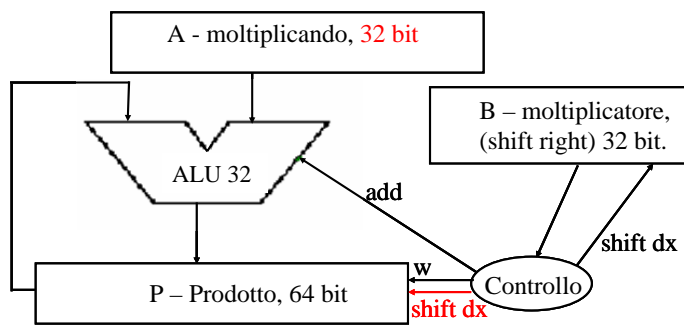 A - moltiplicando, 32 bit
B – moltiplicatore,
(shift right) 32 bit.
ALU 32
add
shift dx
w
Controllo
P – Prodotto, 64 bit
shift dx